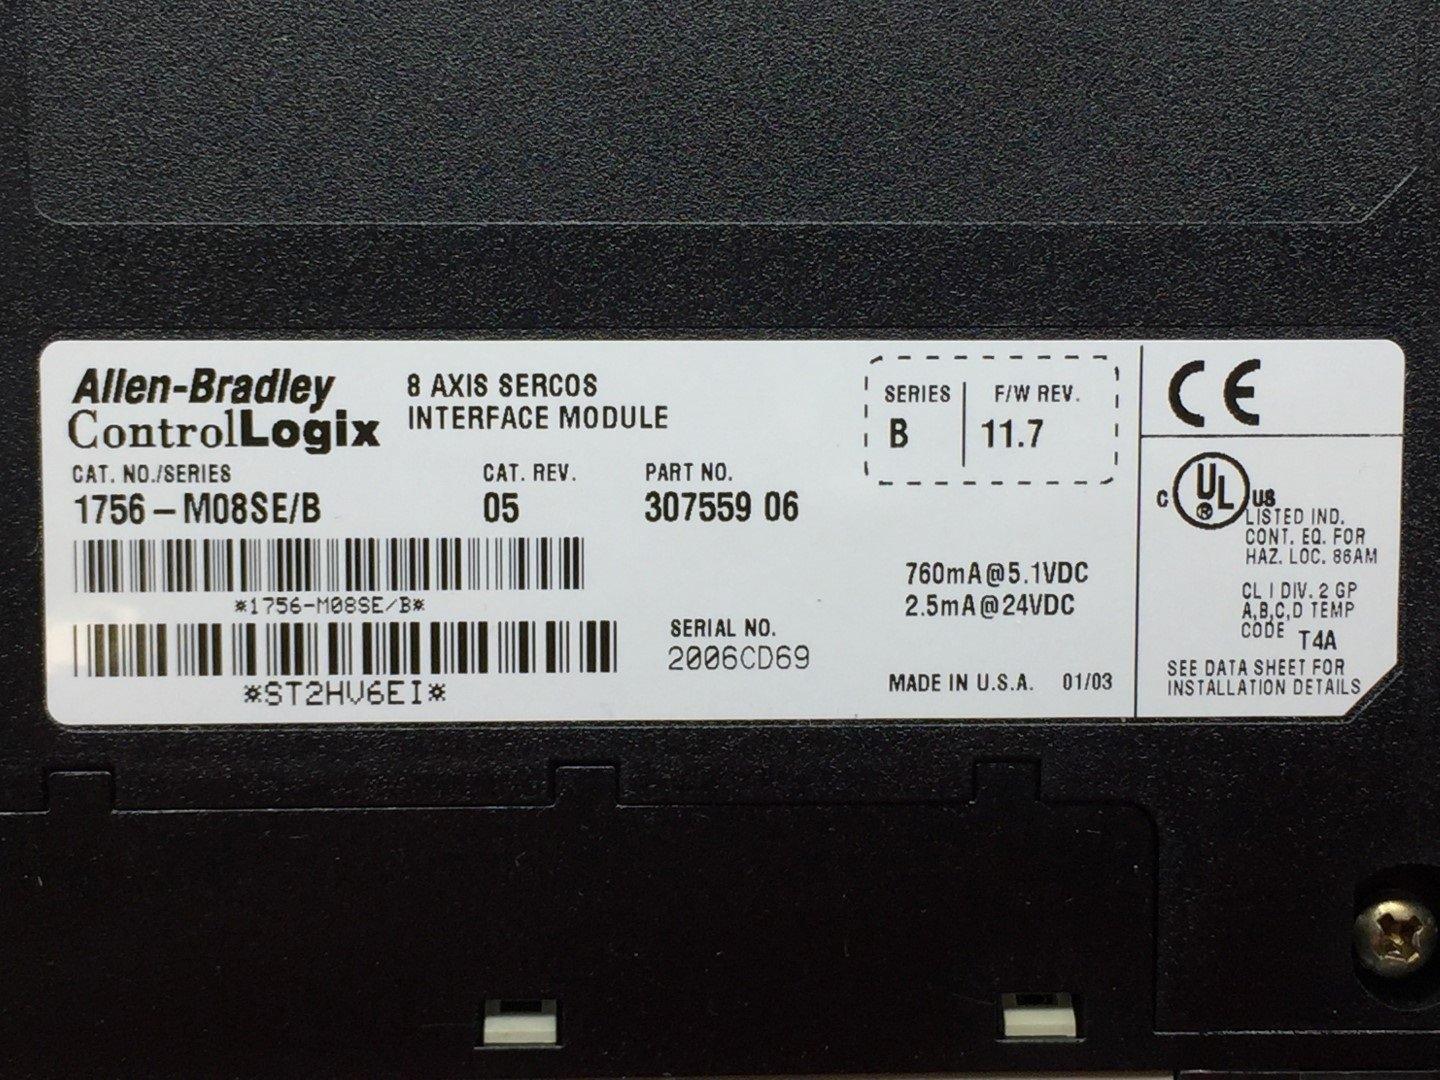 Allen-Bradley
ControlLogix
8 AXIS SERCOS
INTERFACE MODULE
SERIES
B
F/W REV.
11.7
CAT. NO./SERIES
1756-M08SE/B
CAT. REV.
05
PART NO.
307559 06
*1756-M08SE/B*
*ST2HV6EI*
SERIAL NO.
2006CD69
760mA@5.1VDC
2.5mA@24VDC
MADE IN U.S.A. 01/03
CE
C UL US
®
LISTED IND.
CONT. EQ. FOR
HAZ. LOC. 86AM
CL I DIV. 2 GP
A,B,C,D TEMP
CODE T4A
SEE DATA SHEET FOR
INSTALLATION DETAILS